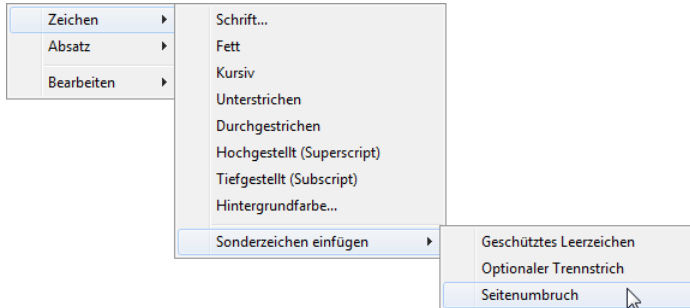 Zeichen
Absatz
Bearbeiten
Schrift...
Fett
Kursiv
Unterstrichen
Durchgestrichen
Hochgestellt (Superscript)
Tiefgestellt (Subscript)
Hintergrundfarbe...
Sonderzeichen einfügen
Geschütztes Leerzeichen
Optionaler Trennstrich
Seitenumbruch